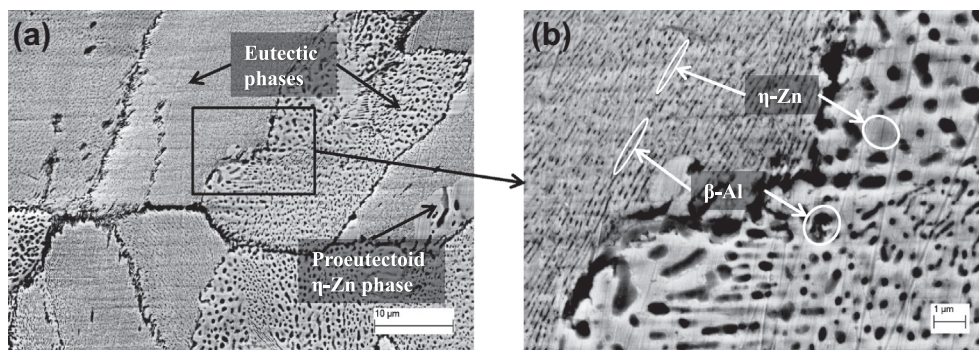 (a)
Eutectic
phases
Proeutectoid
η-Zn phase
10 μm
(b)
η-Zn
β-Al
1 μm